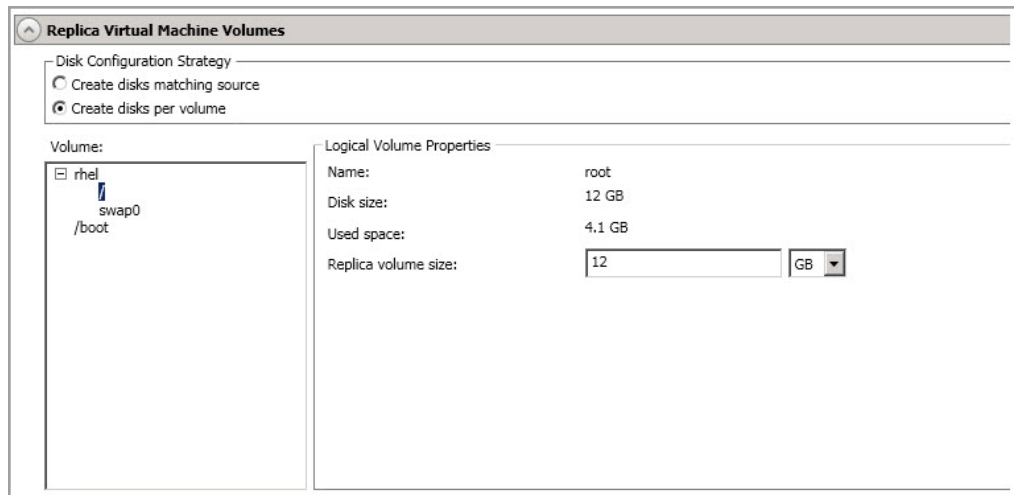 Replica Virtual Machine Volumes
Disk Configuration Strategy
Create disks matching source
Create disks per volume
Volume:
rhel
/
swap0
/boot
Logical Volume Properties
Name: root
Disk size: 12 GB
Used space: 4.1 GB
Replica volume size: 12 GB